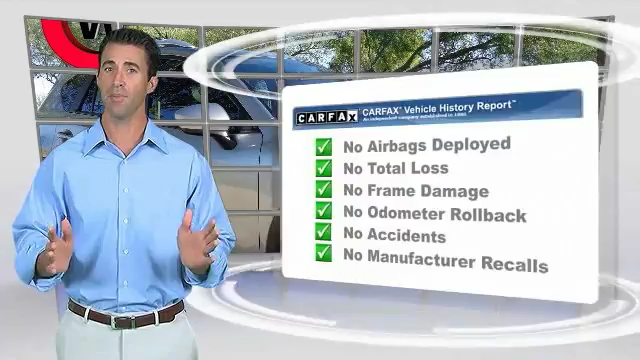 CARFAX CARFAX Vehicle History Report™
An independent company established in 1986
No Airbags Deployed
No Total Loss
No Frame Damage
No Odometer Rollback
No Accidents
No Manufacturer Recalls